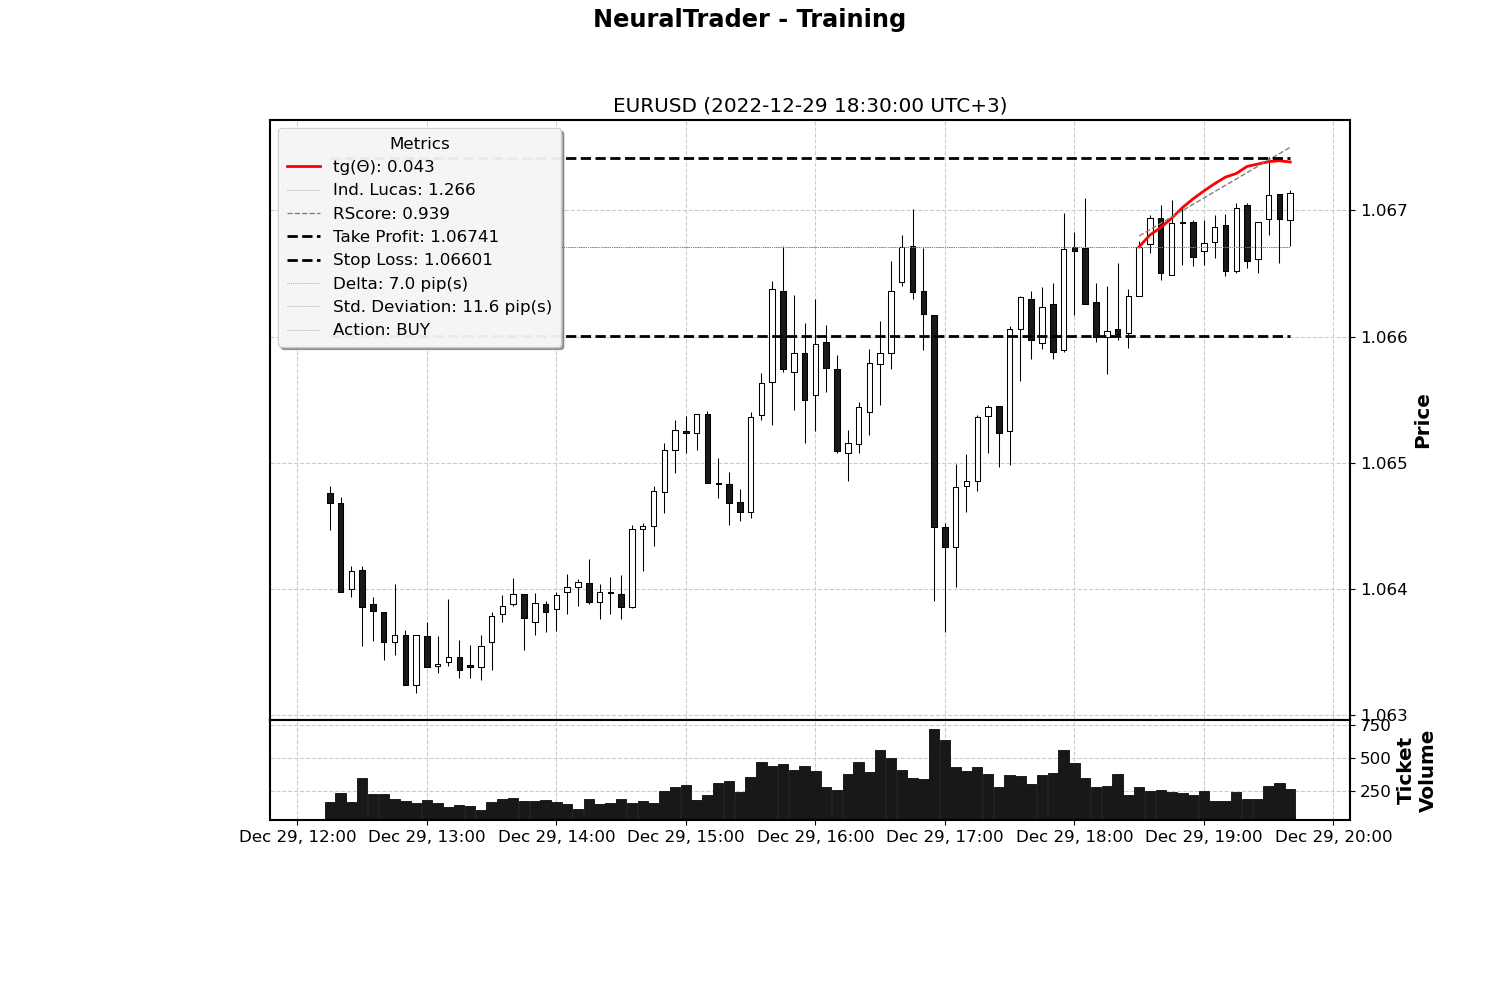 NeuralTrader - Training
EURUSD (2022-12-29 18:30:00 UTC+3)
Metrics
tg(Θ): 0.043
Ind. Lucas: 1.266
RScore: 0.939
Take Profit: 1.06741
Stop Loss: 1.06601
Delta: 7.0 pip(s)
Std. Deviation: 11.6 pip(s)
Action: BUY
1.067
1.066
1.065
1.064
1.063
Price
750
500
250
Ticket
Volume
Dec 29, 12:00 Dec 29, 13:00 Dec 29, 14:00 Dec 29, 15:00 Dec 29, 16:00 Dec 29, 17:00 Dec 29, 18:00 Dec 29, 19:00 Dec 29, 20:00